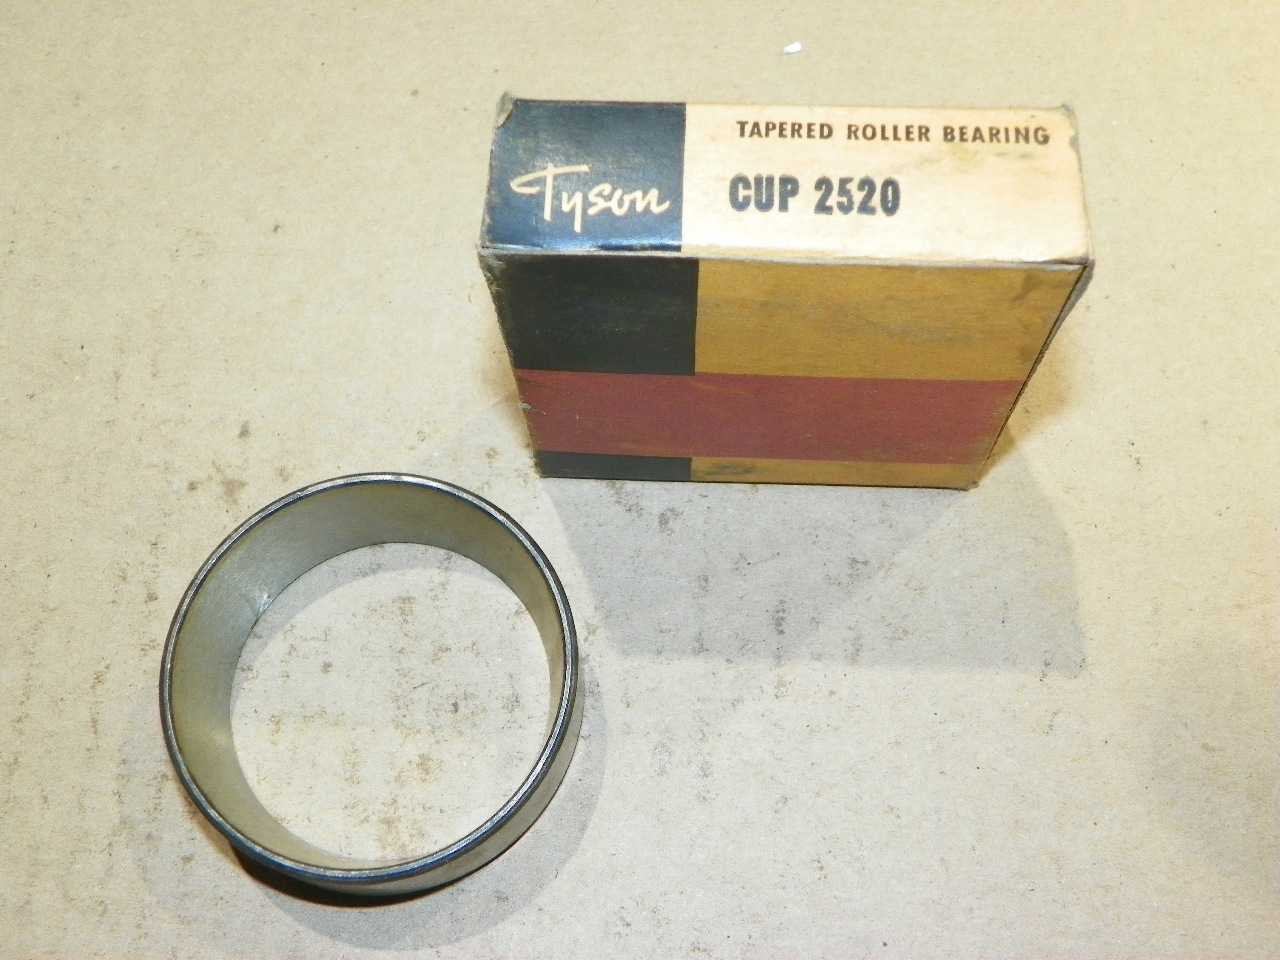 TAPERED ROLLER BEARING
Tyson
CUP 2520